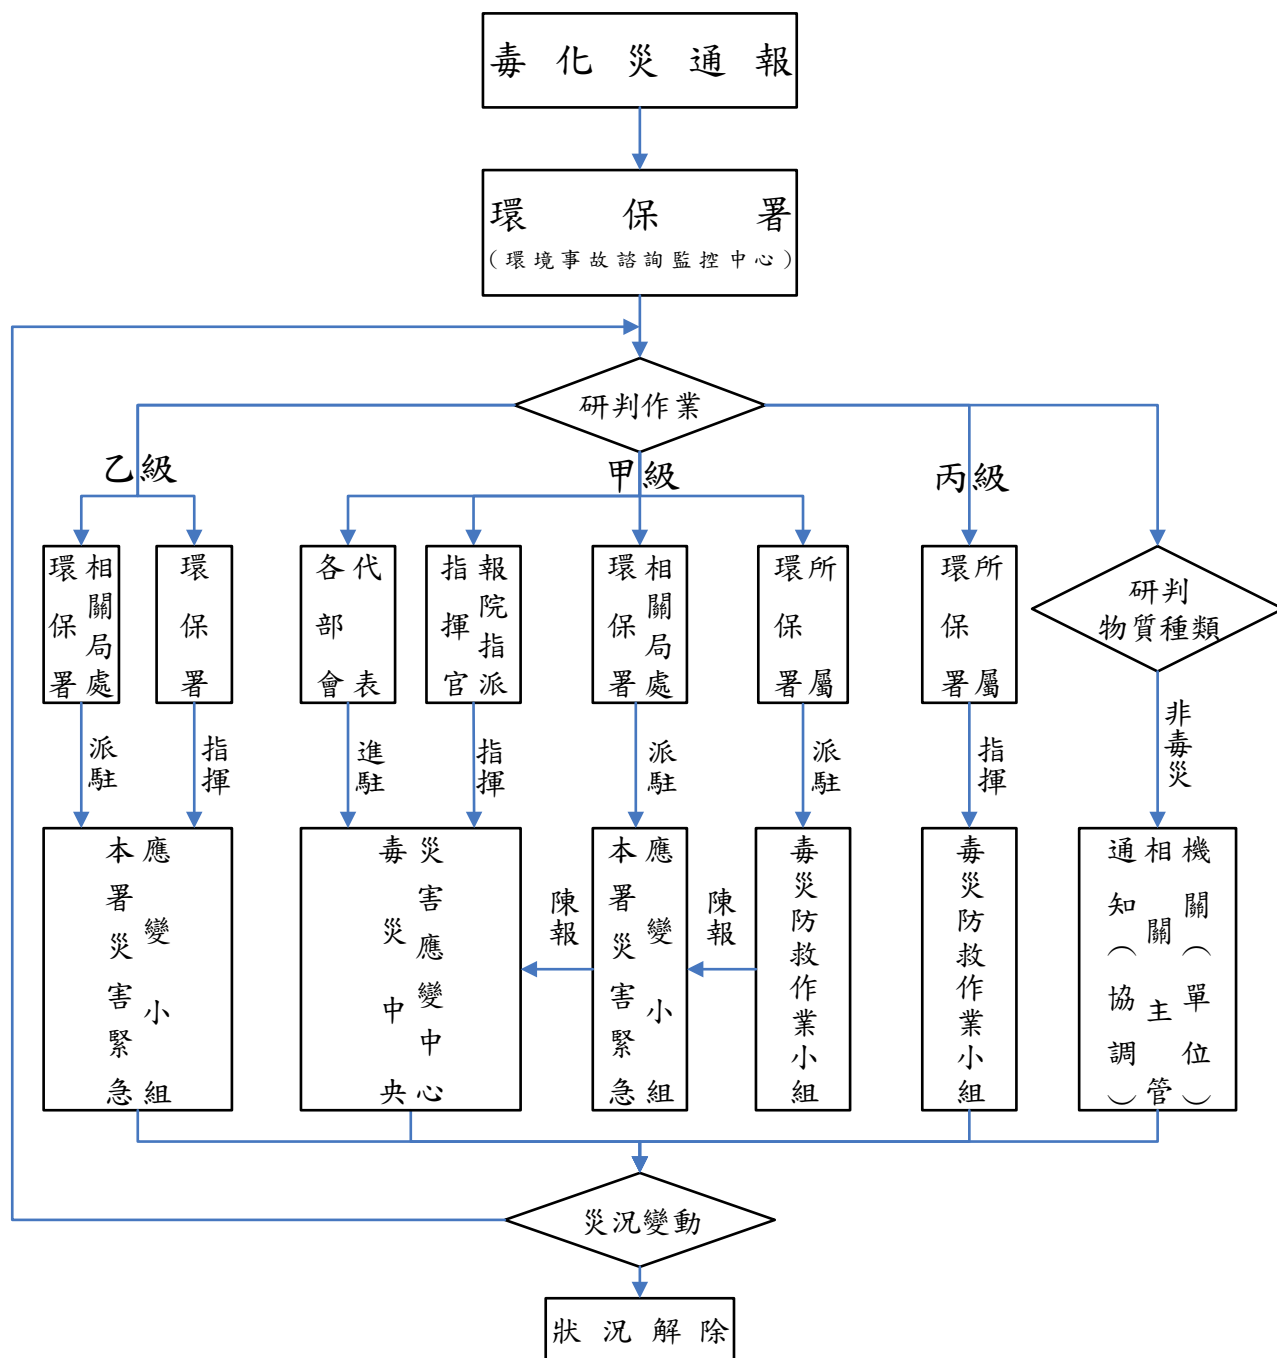 毒化災通報
環保署
（環境事故諮詢監控中心）
研判作業
乙級
甲級
丙級
環保署
相關局處
環保署
各部會
代表
指揮官
報院指派
環保署
相關局處
環保署
所屬
環保署
所屬
研判
物質種類
派駐
指揮
進駐
指揮
派駐
派駐
指揮
非毒災
本署災害緊急
應變小組
毒災中央
災害應變中心
陳報
本署災害緊急
應變小組
陳報
毒災防救作業小組
毒災防救作業小組
通知（協調）
相關主管
機關（單位）
災況變動
狀況解除